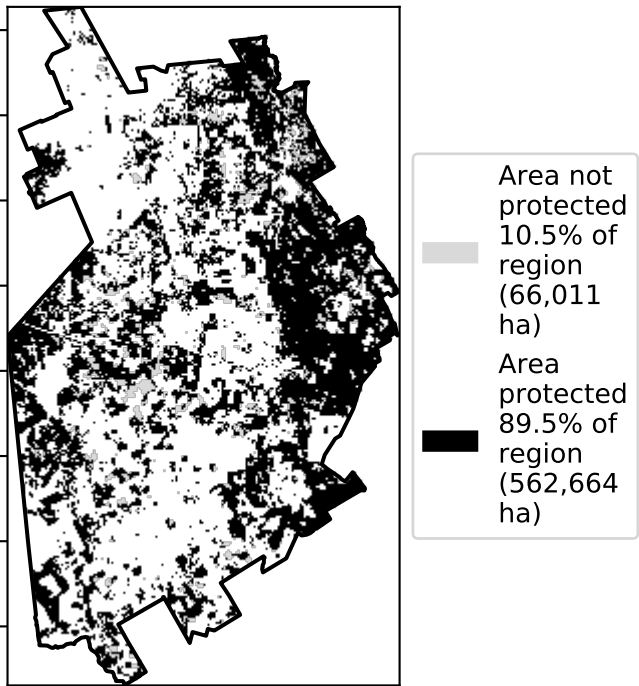 Area not
protected
10.5% of
region
(66,011
ha)
Area
protected
89.5% of
region
(562,664
ha)